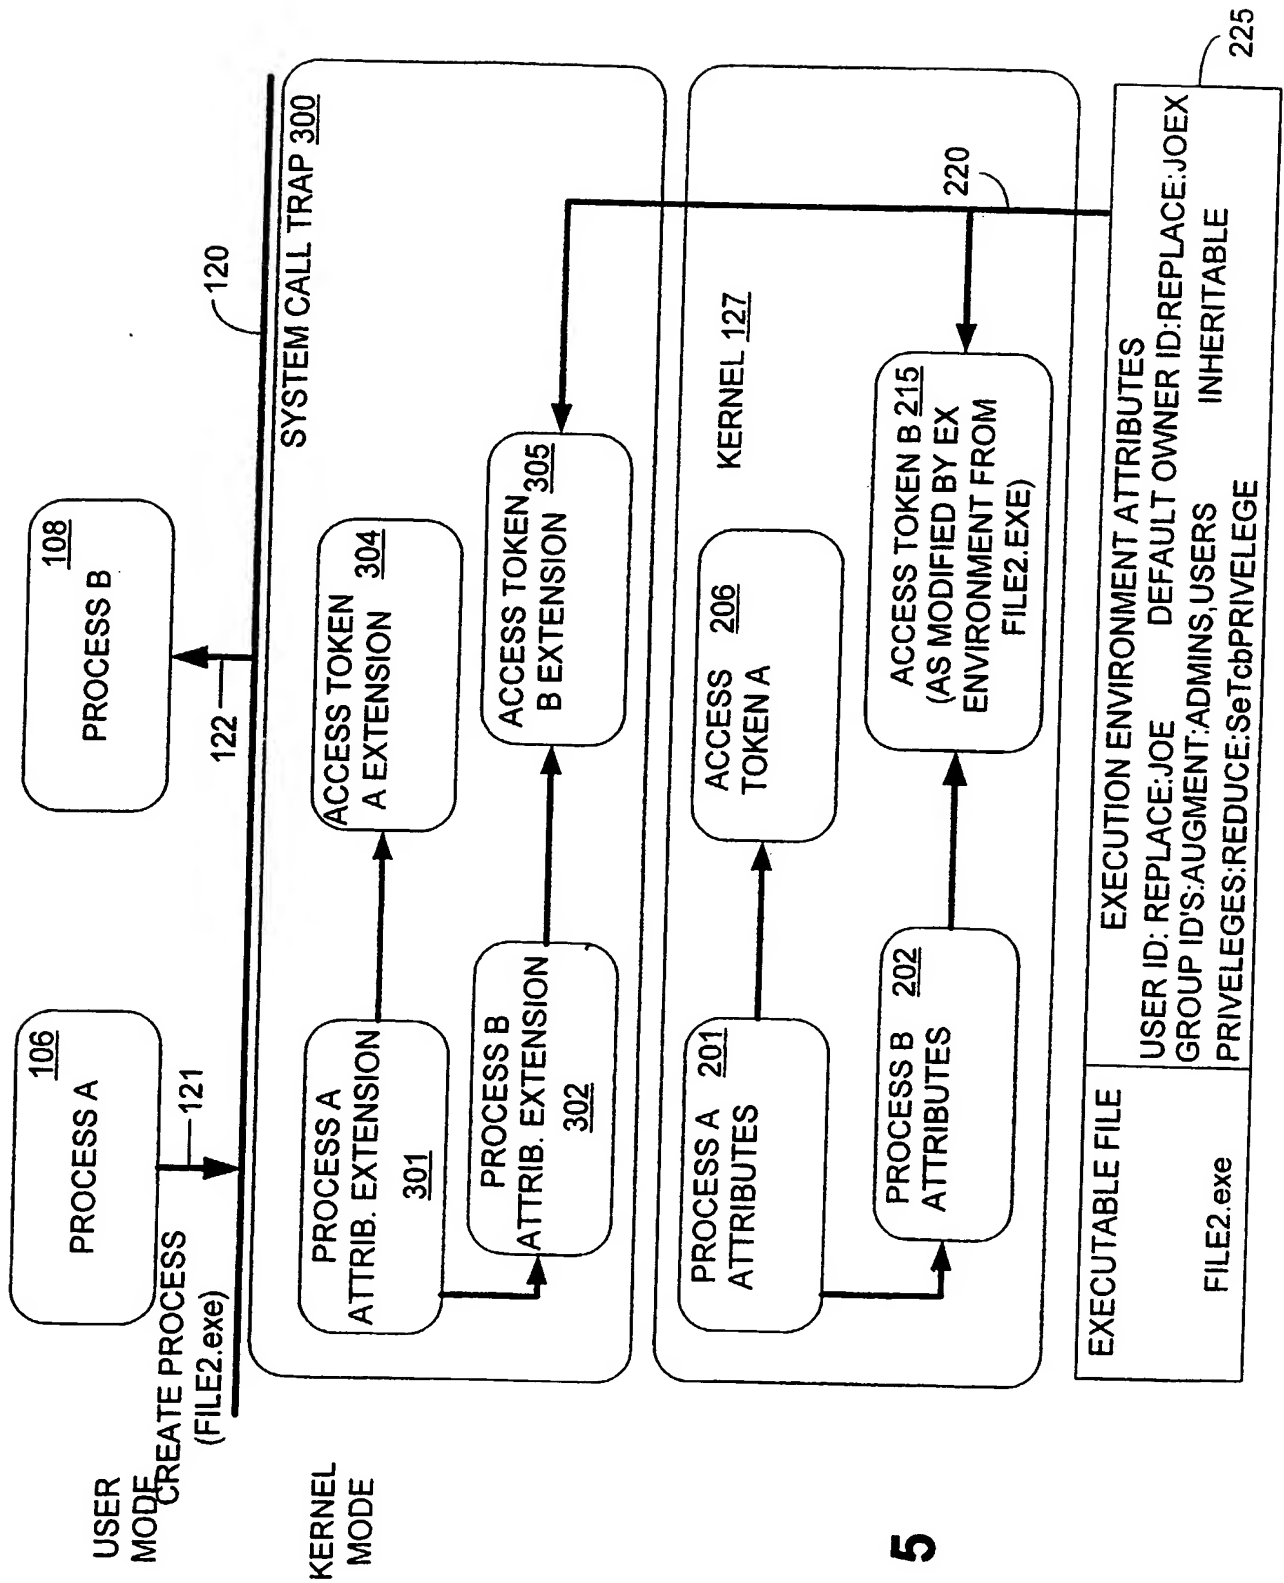 USER
MODE
CREATE PROCESS
(FILE2.exe)
PROCESS A
106
121
PROCESS B
108
122
120
KERNEL
MODE
SYSTEM CALL TRAP 300
PROCESS A
ATTRIB. EXTENSION
301
ACCESS TOKEN
A EXTENSION 304
PROCESS B
ATTRIB. EXTENSION
302
ACCESS TOKEN
B EXTENSION 305
KERNEL 127
PROCESS A 201
ATTRIBUTES
ACCESS 206
TOKEN A
PROCESS B 202
ATTRIBUTES
ACCESS TOKEN B 215
(AS MODIFIED BY EX
ENVIRONMENT FROM
FILE2.EXE)
220
EXECUTABLE FILE
FILE2.exe
EXECUTION ENVIRONMENT ATTRIBUTES
USER ID: REPLACE:JOE DEFAULT OWNER ID:REPLACE:JOEX
GROUP ID'S:AUGMENT:ADMINS,USERS INHERITABLE
PRIVELEGES:REDUCE:SeTcbPRIVELEGE
225
5